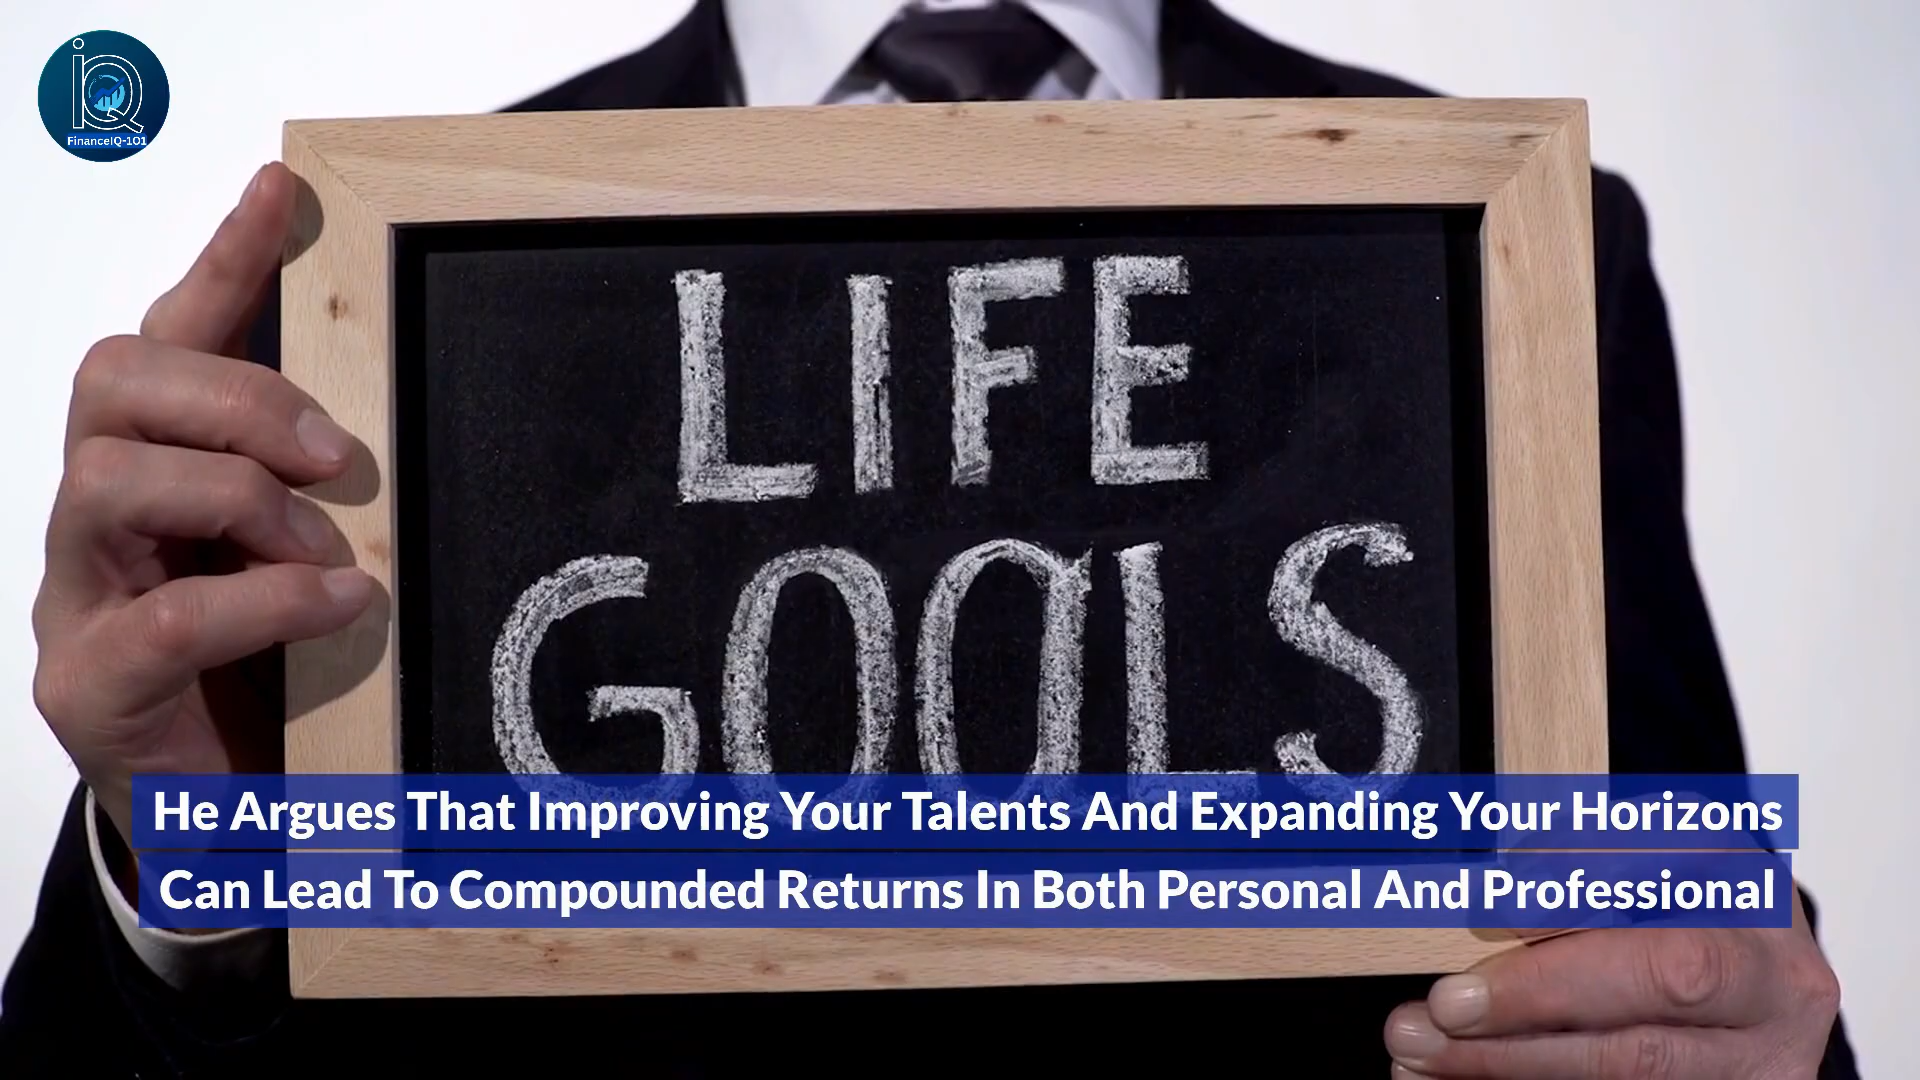 iQ
FinanceIQ-101
LIFE
GOALS
He Argues That Improving Your Talents And Expanding Your Horizons
Can Lead To Compounded Returns In Both Personal And Professional